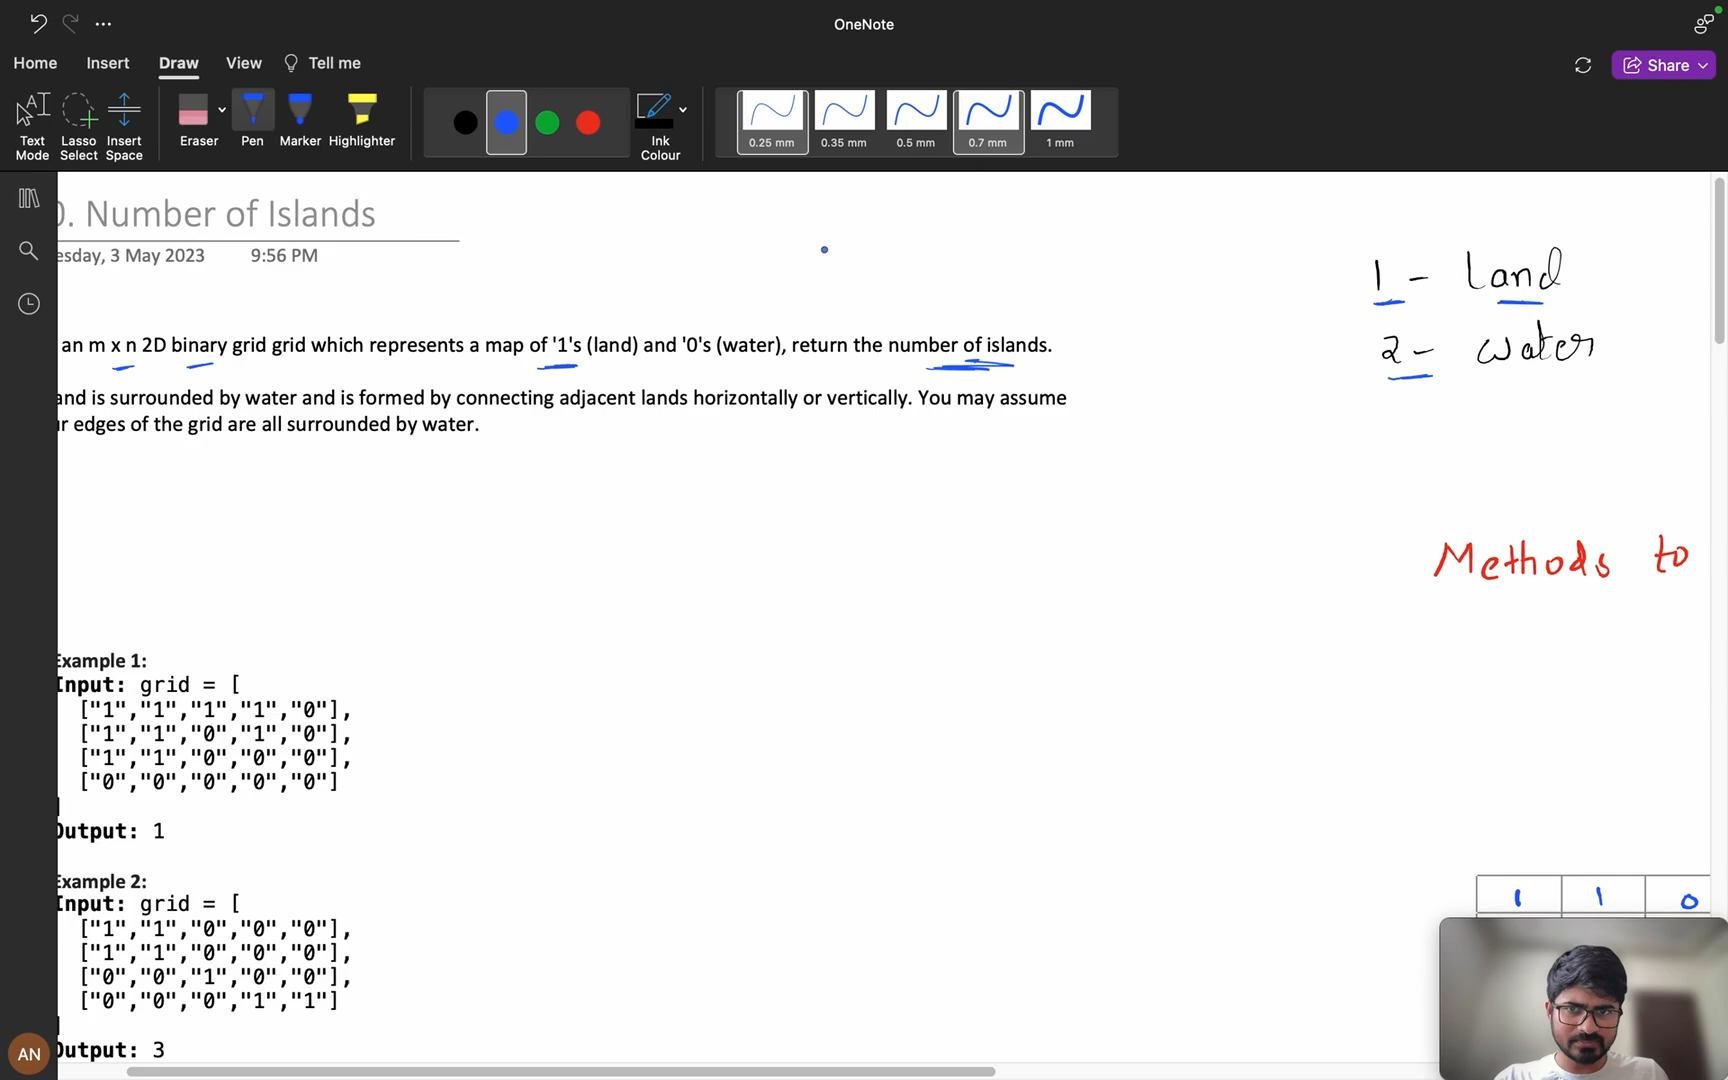 OneNote
Home Insert Draw View Tell me
Share
Text Mode
Lasso Select
Insert Space
Eraser
Pen
Marker
Highlighter
Ink Colour
0.25 mm
0.35 mm
0.5 mm
0.7 mm
1 mm
0. Number of Islands
esday, 3 May 2023 9:56 PM
1 - land
2 - water
an m x n 2D binary grid grid which represents a map of '1's (land) and '0's (water), return the number of islands.
and is surrounded by water and is formed by connecting adjacent lands horizontally or vertically. You may assume
ur edges of the grid are all surrounded by water.
Methods to
Example 1:
Input: grid = [
["1","1","1","1","0"],
["1","1","0","1","0"],
["1","1","0","0","0"],
["0","0","0","0","0"]
]
Output: 1
Example 2:
Input: grid = [
["1","1","0","0","0"],
["1","1","0","0","0"],
["0","0","1","0","0"],
["0","0","0","1","1"]
]
Output: 3
1 1 0
AN